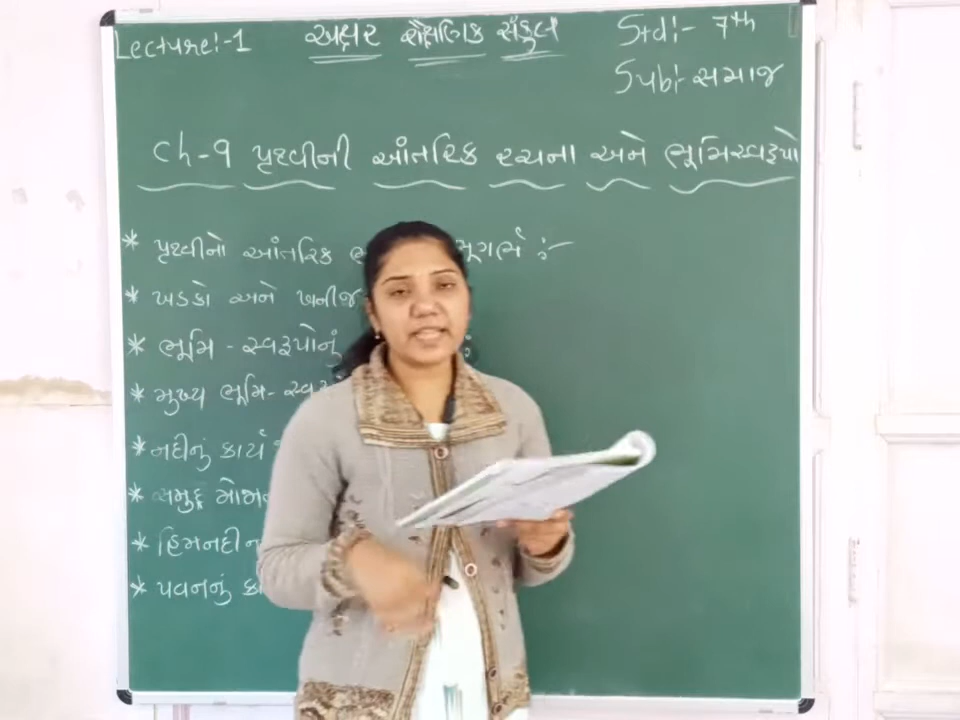 Lecture:-1 અક્ષર શૈક્ષણિક સંકુલ Std:- 7th
Sub:- સમાજ
Ch-9 પૃથ્વીની આંતરિક રચના અને ભૂમિસ્વરૂપો
* પૃથ્વીનો આંતરિક ભૂગર્ભ :-
* ખડકો અને ખનીજ
* ભૂમિ - સ્વરૂપોનું
* મુખ્ય ભૂમિ-
* નદીનું કાર્ય
* સમુદ્ર મોજા
* હિમનદી
* પવનનું